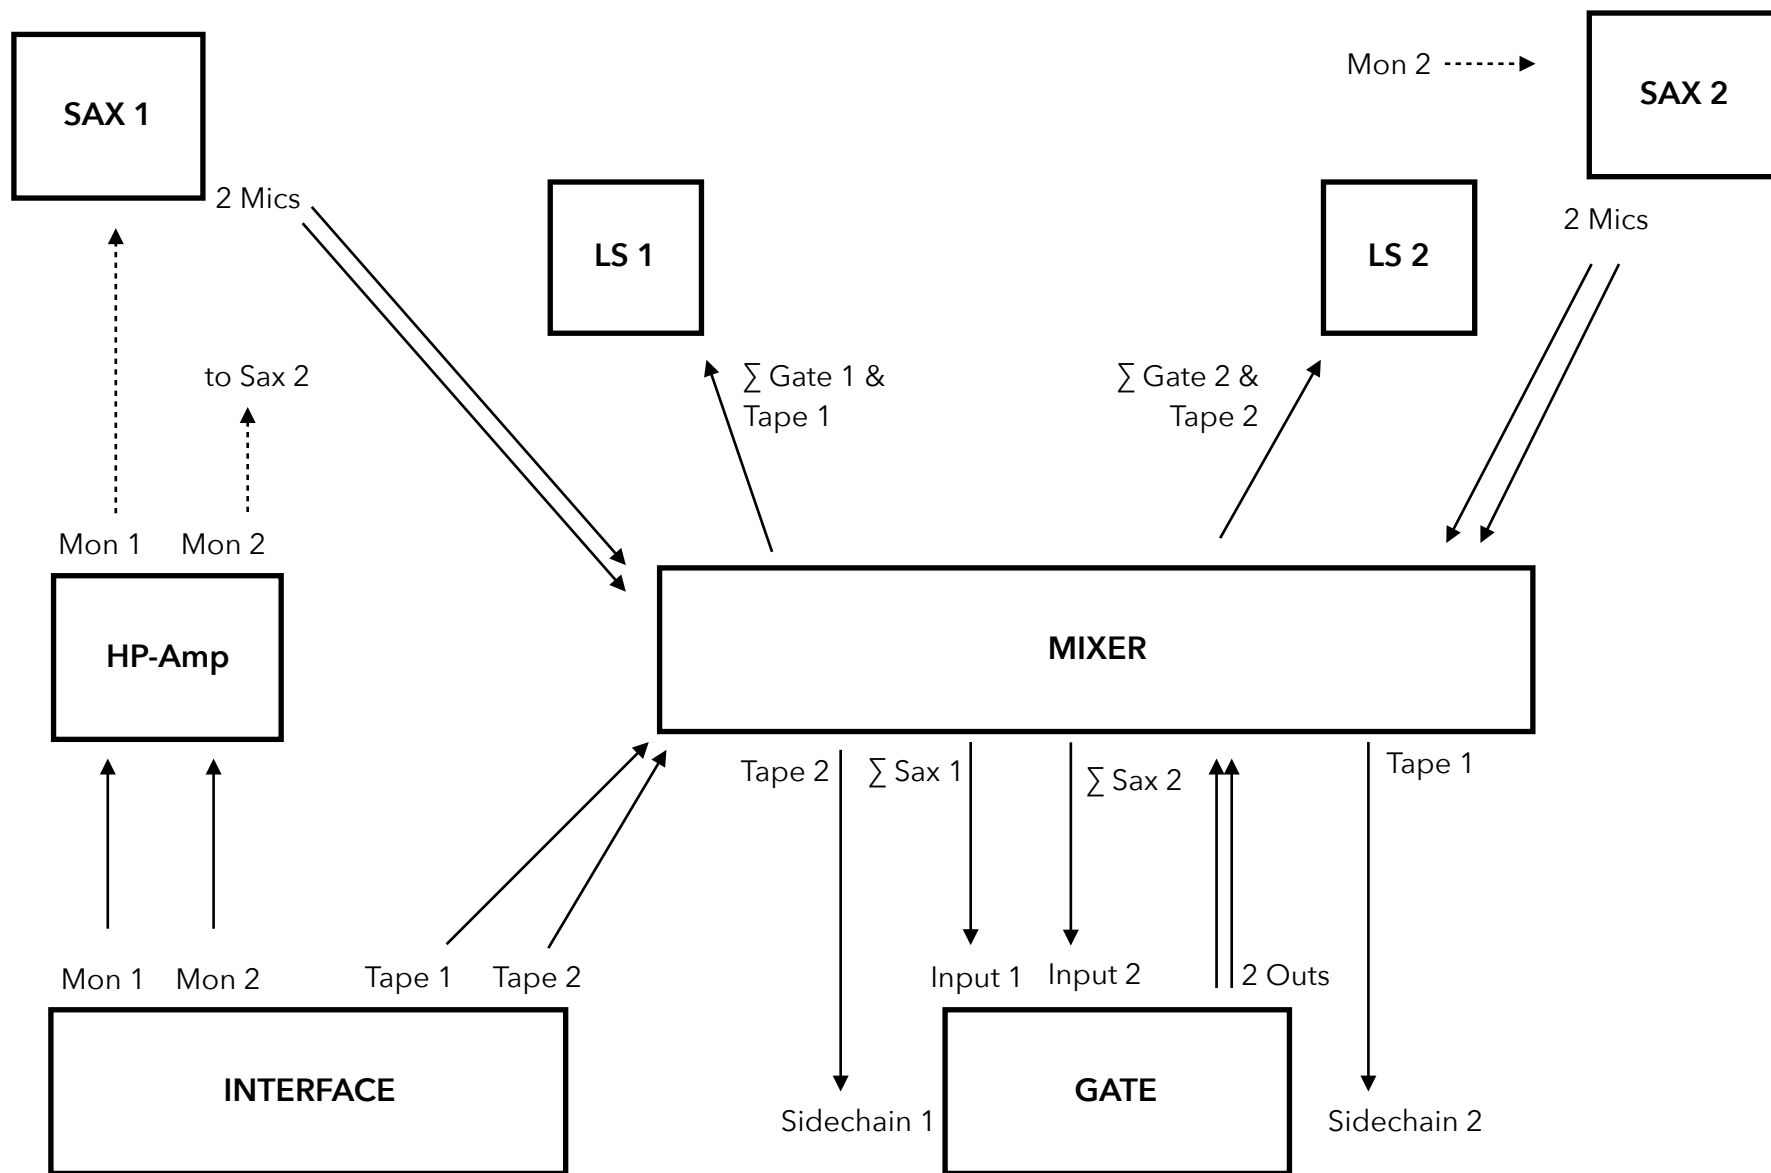 Mon 2
SAX 2
SAX 1
2 Mics
2 Mics
LS 1
LS 2
to Sax 2
∑ Gate 1 &
Tape 1
∑ Gate 2 &
Tape 2
Mon 1
Mon 2
HP-Amp
MIXER
Tape 2
∑ Sax 1
∑ Sax 2
Tape 1
Mon 1
Mon 2
Tape 1
Tape 2
Input 1
Input 2
2 Outs
INTERFACE
GATE
Sidechain 1
Sidechain 2